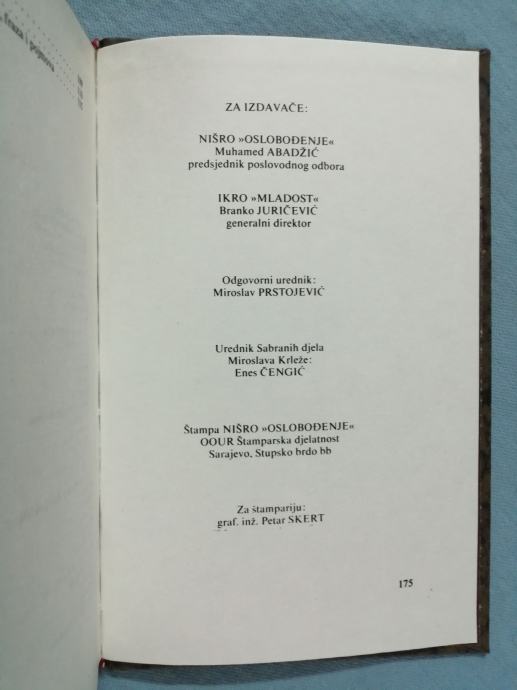 fraza i pojmova
ZA IZDAVAČE:
NIŠRO »OSLOBOĐENJE«
Muhamed ABADŽIĆ
predsjednik poslovodnog odbora
IKRO »MLADOST«
Branko JURIČEVIĆ
generalni direktor
Odgovorni urednik:
Miroslav PRSTOJEVIĆ
Urednik Sabranih djela
Miroslava Krleže:
Enes ČENGIĆ
Štampa NIŠRO »OSLOBOĐENJE«
OOUR Štamparska djelatnost
Sarajevo, Stupsko brdo bb
Za štampariju:
graf. inž. Petar SKERT
175